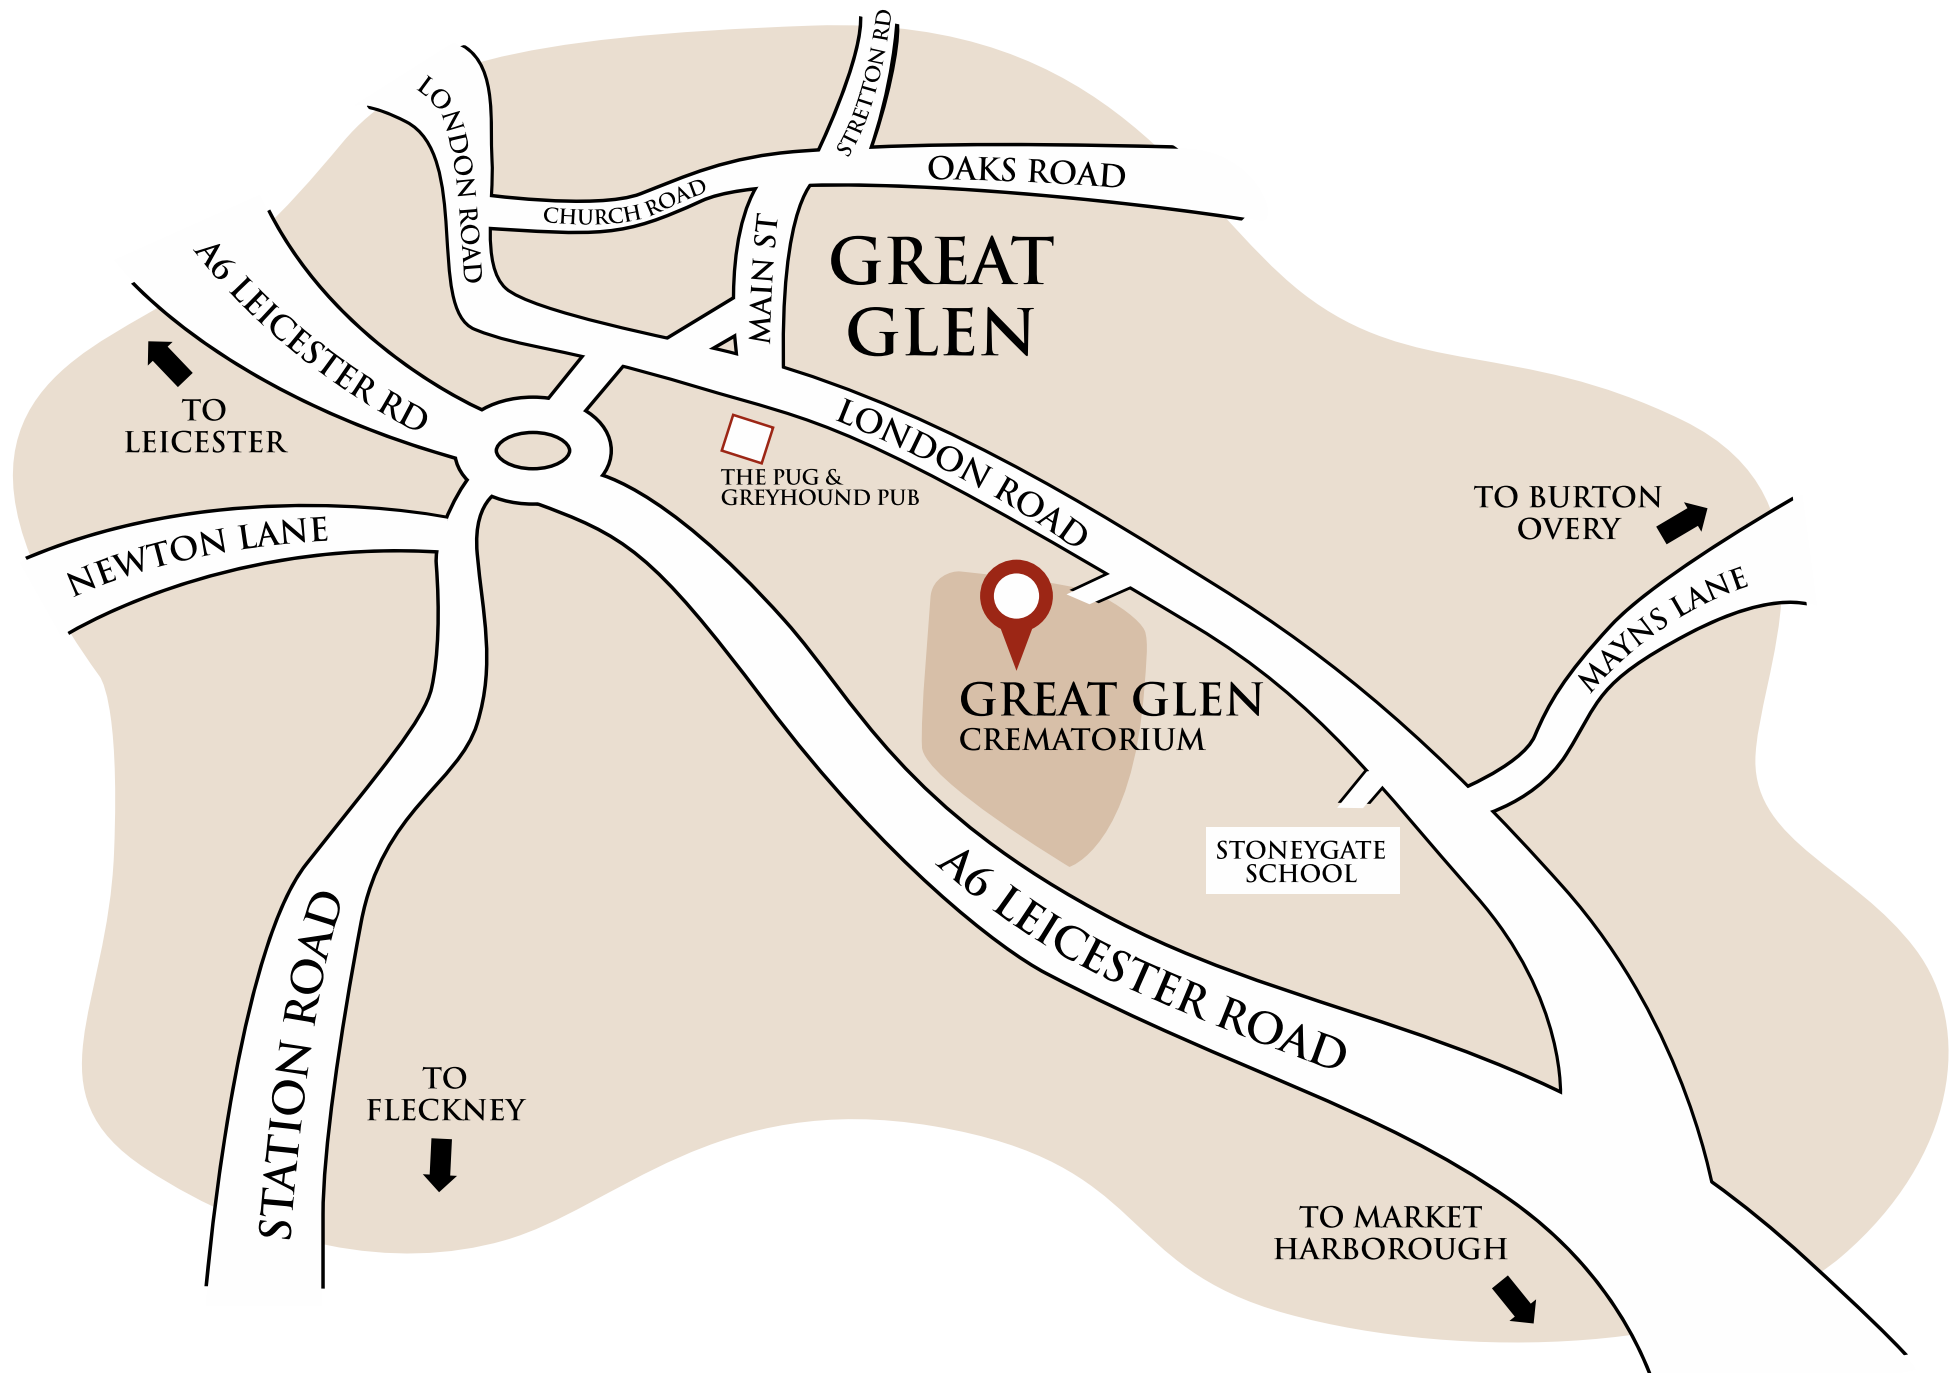 STRETTON RD
LONDON ROAD
OAKS ROAD
CHURCH ROAD
MAIN ST
GREAT
GLEN
A6 LEICESTER RD
TO
LEICESTER
LONDON ROAD
THE PUG &
GREYHOUND PUB
TO BURTON
OVERY
NEWTON LANE
MAYNS LANE
GREAT GLEN
CREMATORIUM
STONEYGATE
SCHOOL
A6 LEICESTER ROAD
STATION ROAD
TO
FLECKNEY
TO MARKET
HARBOROUGH